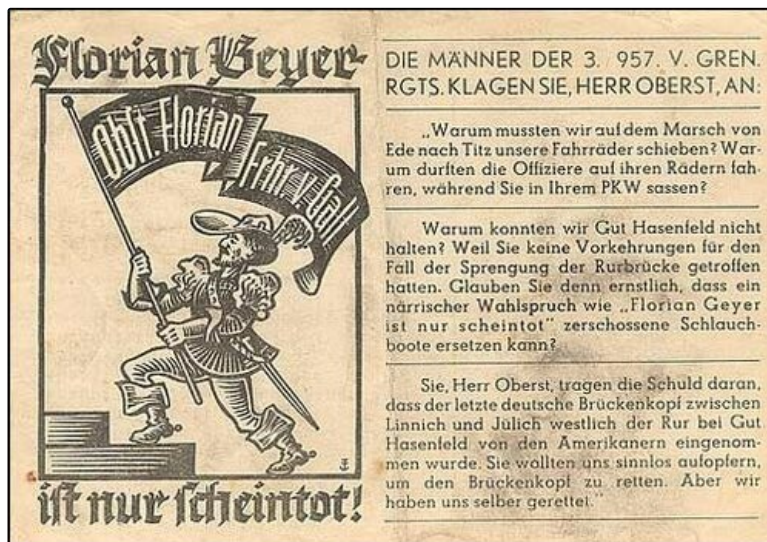 Florian Geyer-
Obst. Florian
Frhr v. Gall
ist nur scheintot!
DIE MÄNNER DER 3. 957. V. GREN.
RGTS. KLAGEN SIE, HERR OBERST, AN:
„Warum mussten wir auf dem Marsch von
Ede nach Titz unsere Fahrräder schieben? War-
um durften die Offiziere auf ihren Rädern fah-
ren, während Sie in Ihrem PKW sassen?
Warum konnten wir Gut Hasenfeld nicht
halten? Weil Sie keine Vorkehrungen für den
Fall der Sprengung der Rurbrücke getroffen
hatten. Glauben Sie denn ernstlich, dass ein
närrischer Wahlspruch wie „Florian Geyer
ist nur scheintot" zerschossene Schlauch-
boote ersetzen kann?
Sie, Herr Oberst, tragen die Schuld daran,
dass der letzte deutsche Brückenkopf zwischen
Linnich und Jülich westlich der Rur bei Gut
Hasenfeld von den Amerikanern eingenom-
men wurde. Sie wollten uns sinnlos aufopfern,
um den Brückenkopf zu retten. Aber wir
haben uns selber gerettet."